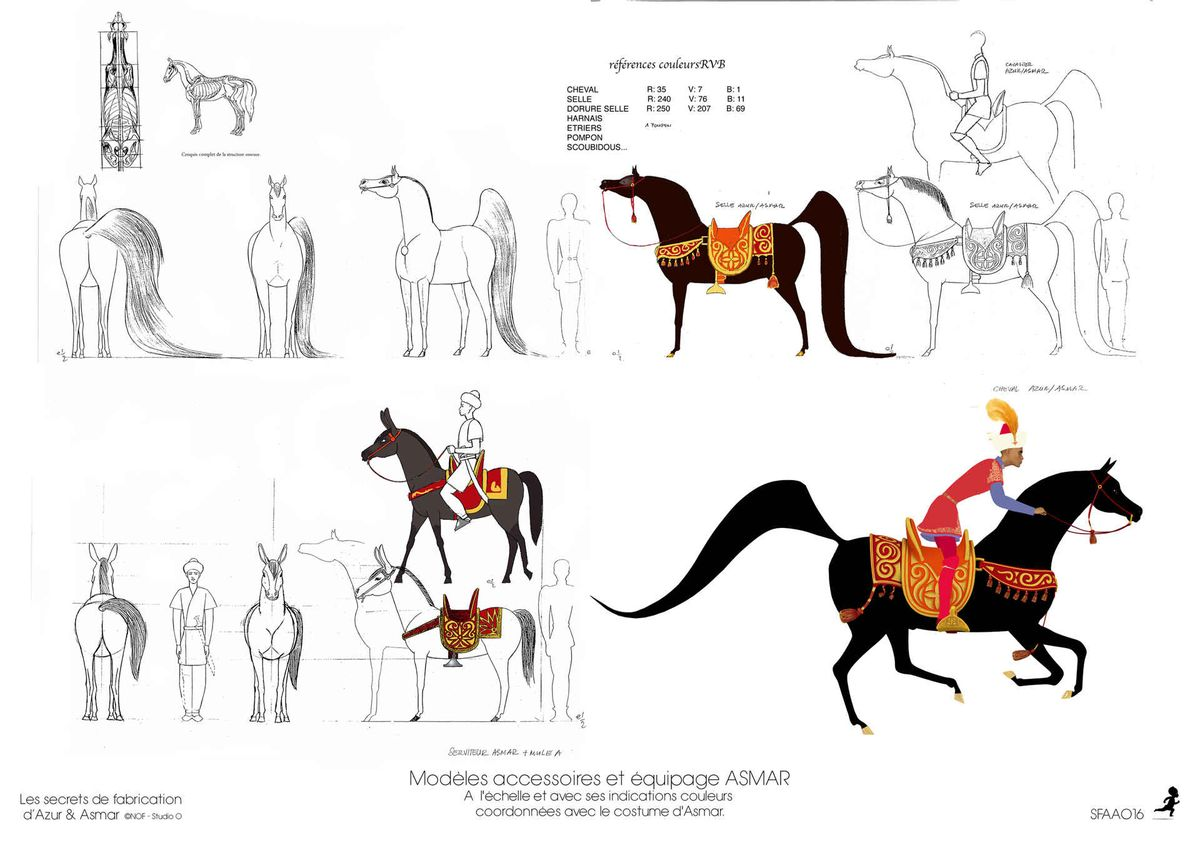 références couleursRVB
CHEVAL R: 35 V: 7 B: 1
SELLE R: 240 V: 76 B: 11
DORURE SELLE R: 250 V: 207 B: 69
HARNAIS
ETRIERS
POMPON
SCOUBIDOUS...
CAVALIER
AZUR/ASMAR
Croquis complet de la structure osseuse
SELLE AZUR/ASMAR
SELLE AZUR/ASMAR
CHEVAL AZUR/ASMAR
SERVITEUR ASMAR + MULE A
Modèles accessoires et équipage ASMAR
A l'échelle et avec ses indications couleurs
coordonnées avec le costume d'Asmar.
Les secrets de fabrication
d'Azur & Asmar ©NOF - Studio O
SFAA016